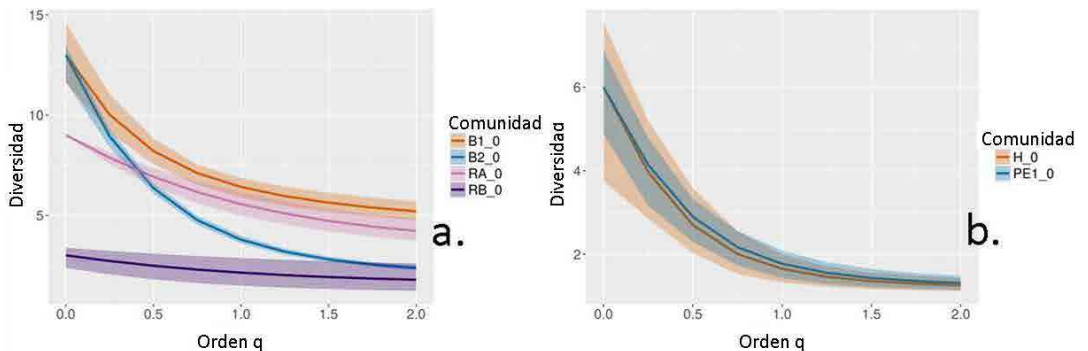 15
10
5
Diversidad
0.0
0.5
1.0
1.5
2.0
Orden q
Comunidad
B1_0
B2_0
RA_0
RB_0
a.
6
4
2
Diversidad
0.0
0.5
1.0
1.5
2.0
Orden q
Comunidad
H_0
PE1_0
b.